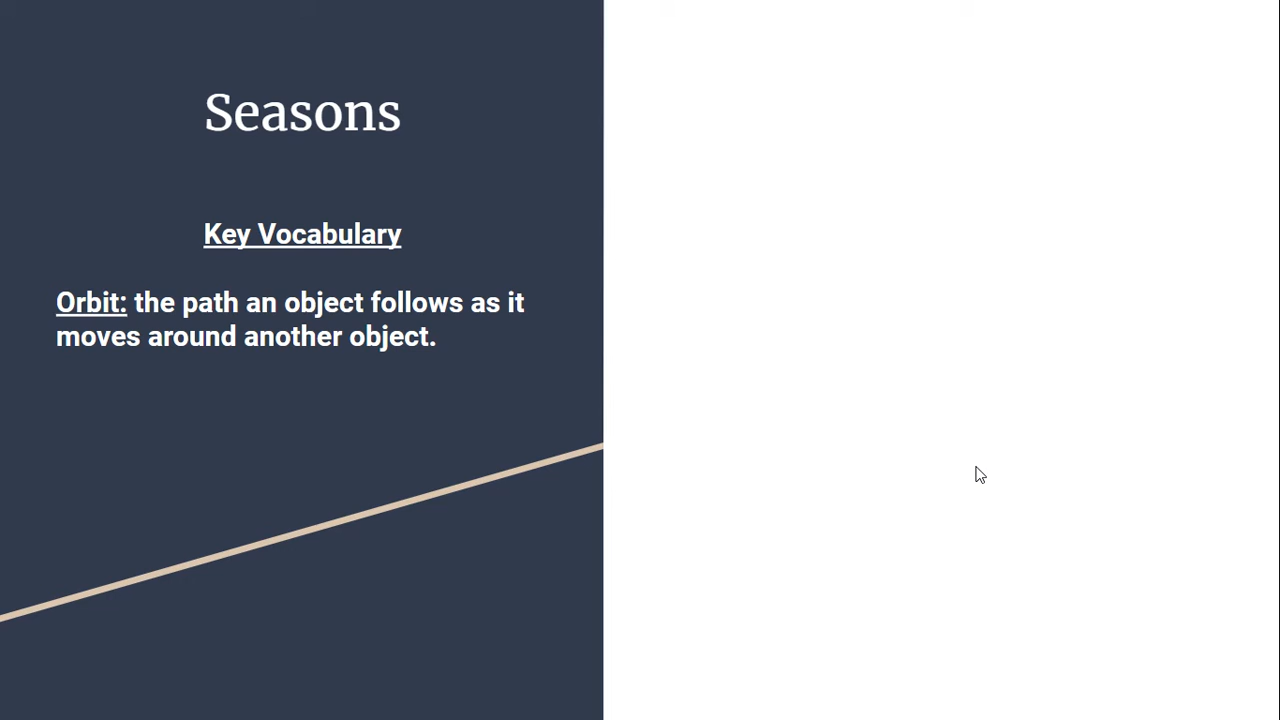 Seasons
Key Vocabulary
Orbit: the path an object follows as it
moves around another object.